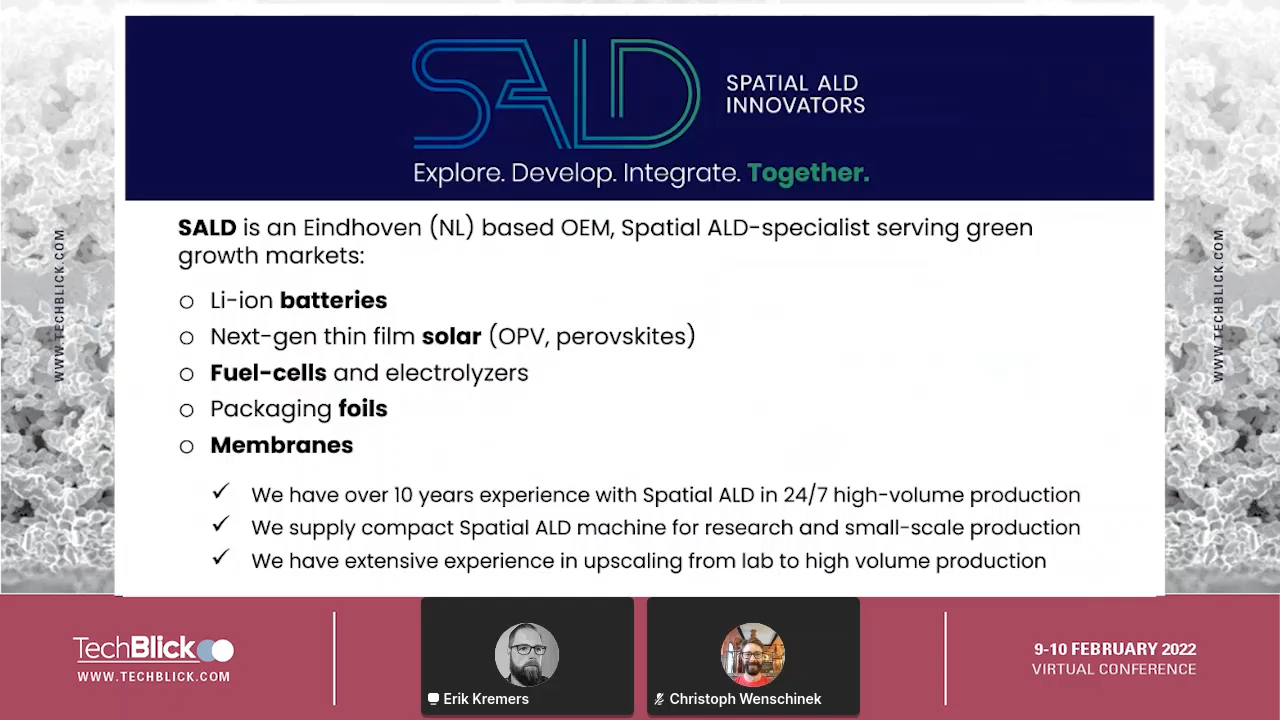 SALD
SPATIAL ALD
INNOVATORS
Explore. Develop. Integrate. Together.
SALD is an Eindhoven (NL) based OEM, Spatial ALD-specialist serving green
growth markets:
o Li-ion batteries
o Next-gen thin film solar (OPV, perovskites)
o Fuel-cells and electrolyzers
o Packaging foils
o Membranes
✓ We have over 10 years experience with Spatial ALD in 24/7 high-volume production
✓ We supply compact Spatial ALD machine for research and small-scale production
✓ We have extensive experience in upscaling from lab to high volume production
WWW.TECHBLICK.COM
WWW.TECHBLICK.COM
TechBlick
WWW.TECHBLICK.COM
Erik Kremers
Christoph Wenschinek
9-10 FEBRUARY 2022
VIRTUAL CONFERENCE